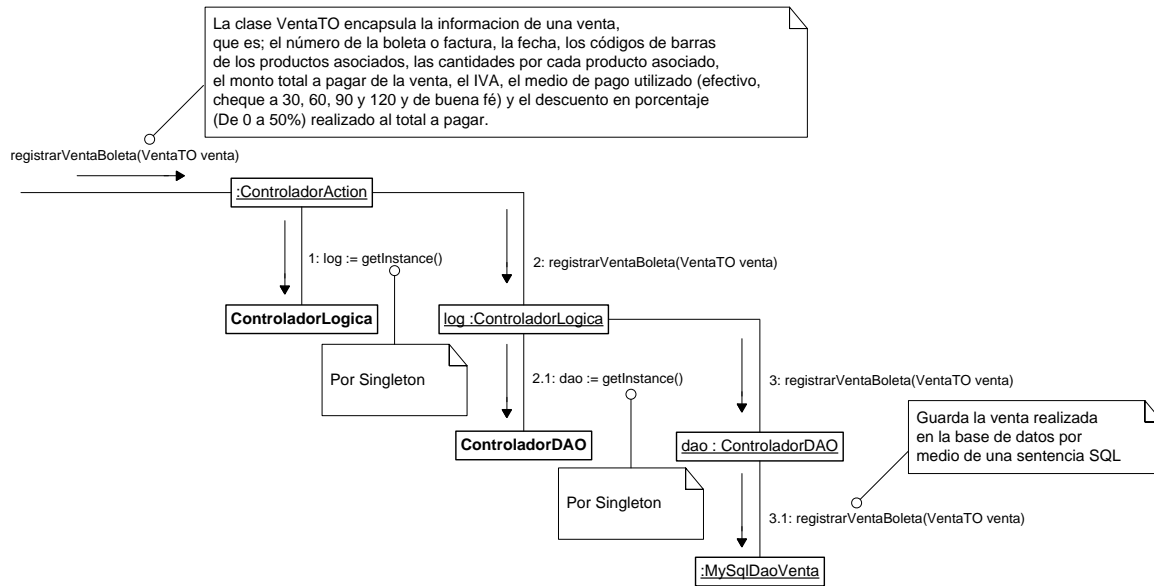 La clase VentaTO encapsula la informacion de una venta,
que es; el número de la boleta o factura, la fecha, los códigos de barras
de los productos asociados, las cantidades por cada producto asociado,
el monto total a pagar de la venta, el IVA, el medio de pago utilizado (efectivo,
cheque a 30, 60, 90 y 120 y de buena fé) y el descuento en porcentaje
(De 0 a 50%) realizado al total a pagar.
registrarVentaBoleta(VentaTO venta)
:ControladorAction
1: log := getInstance()
2: registrarVentaBoleta(VentaTO venta)
ControladorLogica
log :ControladorLogica
Por Singleton
2.1: dao := getInstance()
3: registrarVentaBoleta(VentaTO venta)
Guarda la venta realizada
en la base de datos por
medio de una sentencia SQL
ControladorDAO
dao : ControladorDAO
Por Singleton
3.1: registrarVentaBoleta(VentaTO venta)
:MySqlDaoVenta